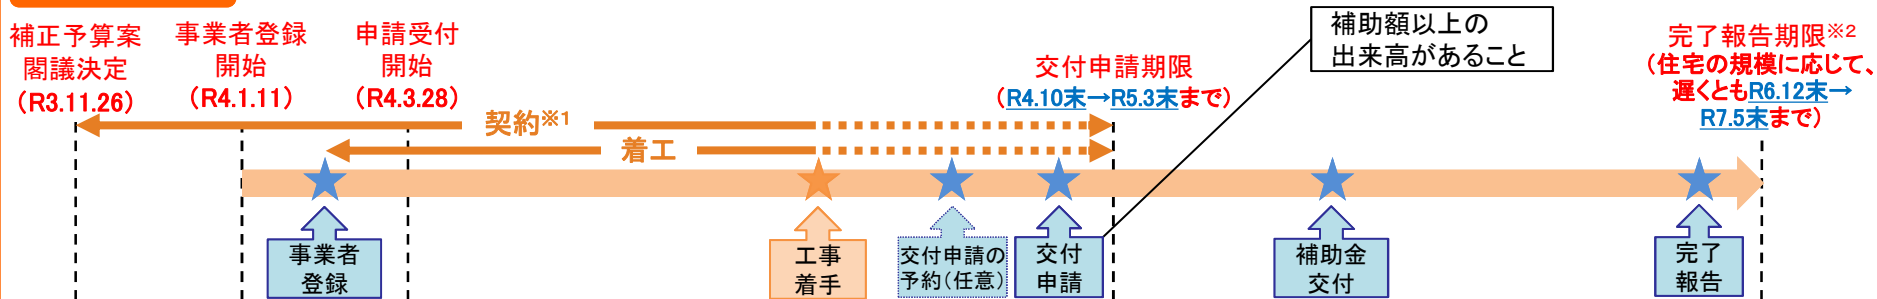 補正予算案
閣議決定
（R3.11.26）
事業者登録
開始
（R4.1.11）
申請受付
開始
（R4.3.28）
交付申請期限
（R4.10末→R5.3末まで）
補助額以上の
出来高があること
完了報告期限※2
（住宅の規模に応じて、
遅くともR6.12末→
R7.5末まで）
契約※1
着工
事業者
登録
工事
着手
交付申請の
予約（任意）
交付
申請
補助金
交付
完了
報告